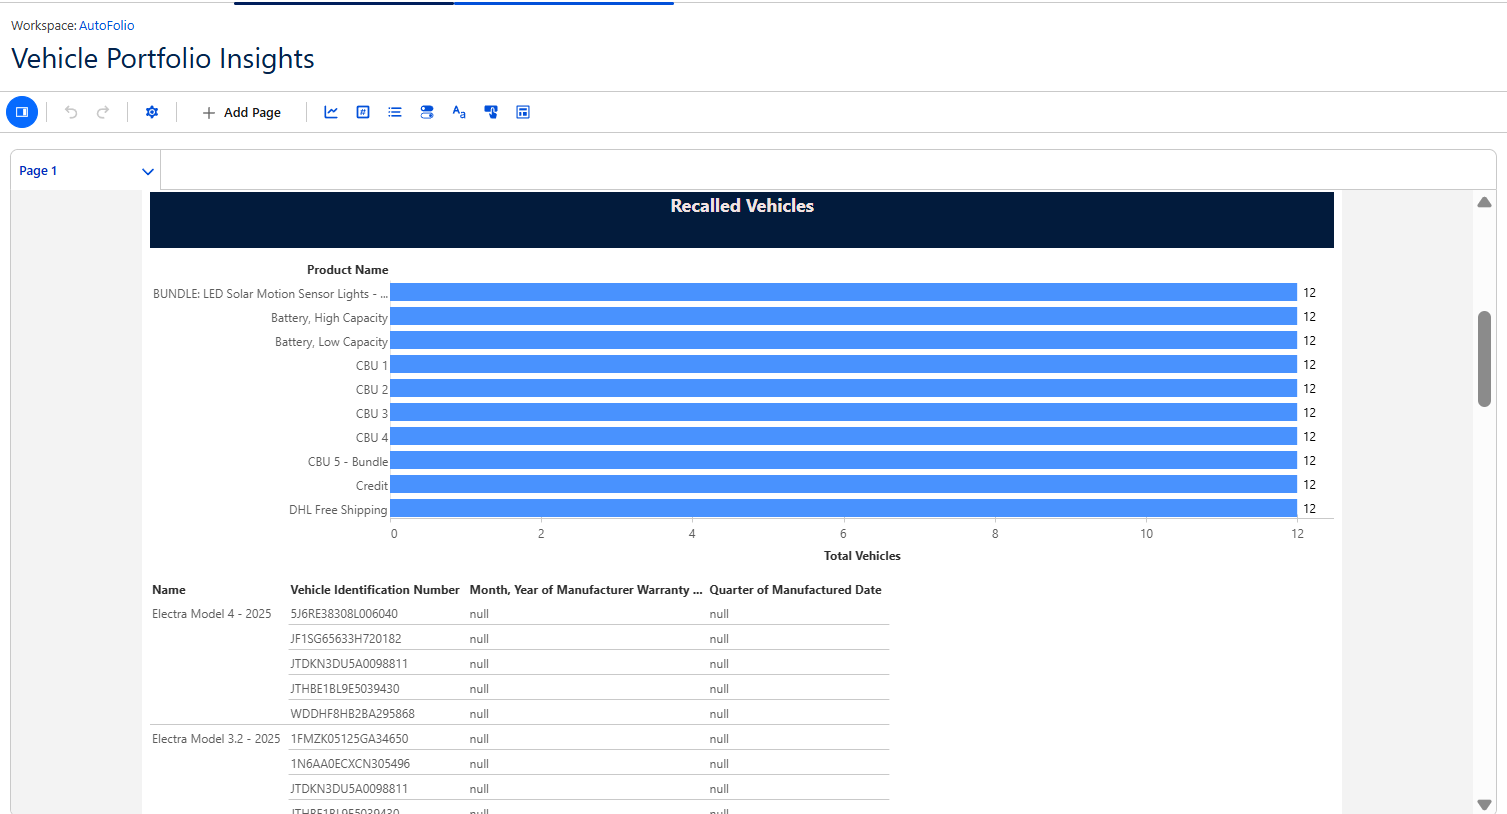 Workspace: AutoFolio
Vehicle Portfolio Insights
Add Page
Page 1
Recalled Vehicles
Product Name
BUNDLE: LED Solar Motion Sensor Lights - ... 12
Battery, High Capacity 12
Battery, Low Capacity 12
CBU 1 12
CBU 2 12
CBU 3 12
CBU 4 12
CBU 5 - Bundle 12
Credit 12
DHL Free Shipping 12
0 2 4 6 8 10 12
Total Vehicles
Name Vehicle Identification Number Month, Year of Manufacturer Warranty ... Quarter of Manufactured Date
Electra Model 4 - 2025 5J6RE38308L006040 null null
JF1SG65633H720182 null null
JTDKN3DU5A0098811 null null
JTHBE1BL9E5039430 null null
WDDHF8HB2BA295868 null null
Electra Model 3.2 - 2025 1FMZK05125GA34650 null null
1N6AA0ECXCN305496 null null
JTDKN3DU5A0098811 null null
JTHBE1BL9E5039430 null null